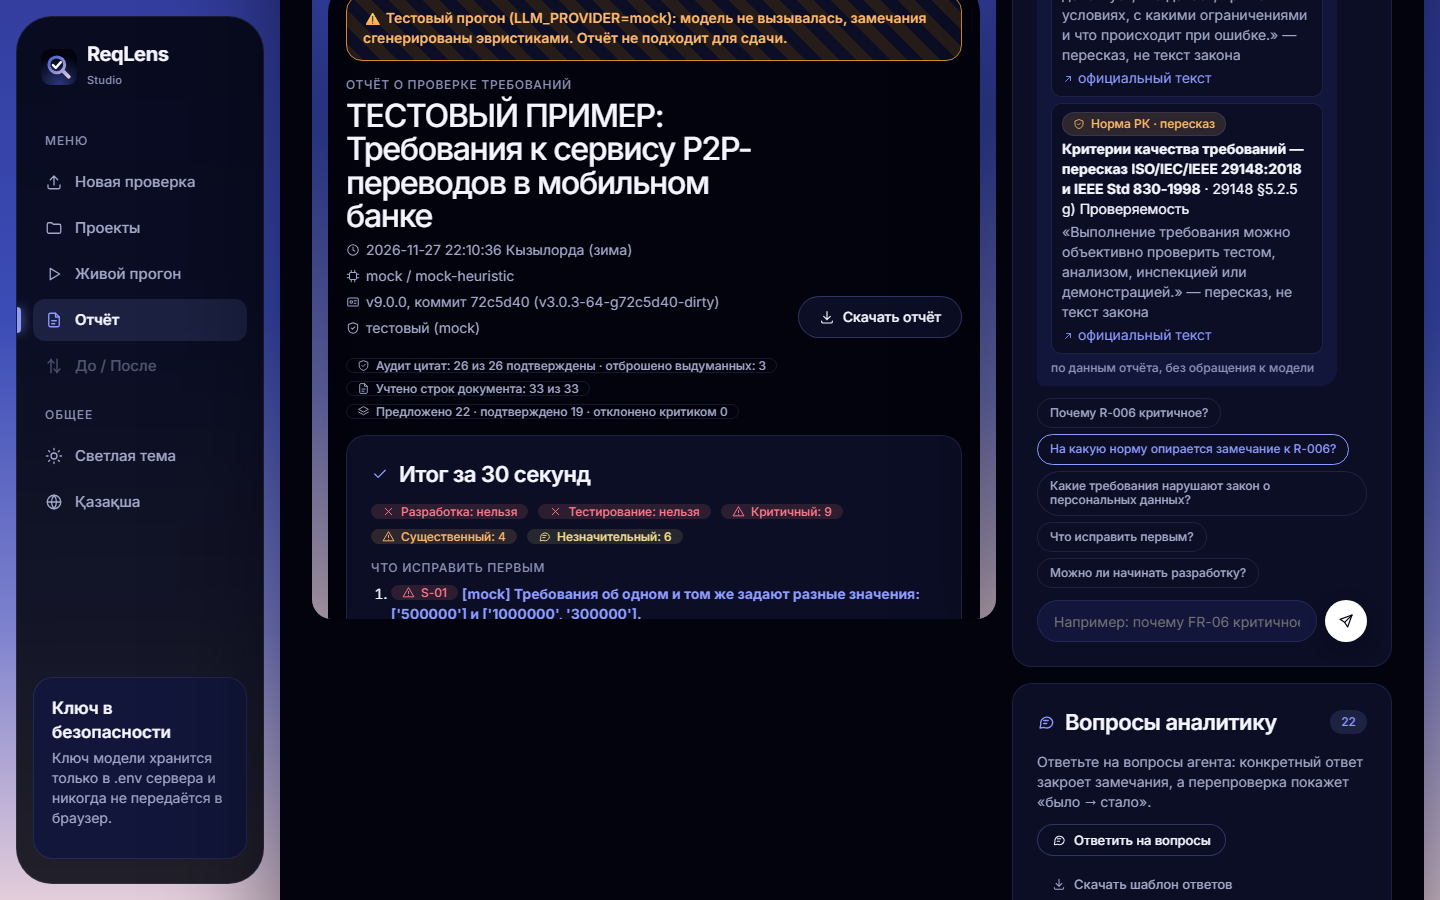 ReqLens
Studio
МЕНЮ
Новая проверка
Проекты
Живой прогон
Отчёт
До / После
ОБЩЕЕ
Светлая тема
Қазақша
Ключ в
безопасности
Ключ модели хранится
только в .env сервера и
никогда не передаётся в
браузер.
Тестовый прогон (LLM_PROVIDER=mock): модель не вызывалась, замечания
сгенерированы эвристиками. Отчёт не подходит для сдачи.
ОТЧЁТ О ПРОВЕРКЕ ТРЕБОВАНИЙ
ТЕСТОВЫЙ ПРИМЕР:
Требования к сервису P2P-
переводов в мобильном
банке
2026-11-27 22:10:36 Кызылорда (зима)
mock / mock-heuristic
v9.0.0, коммит 72c5d40 (v3.0.3-64-g72c5d40-dirty)
тестовый (mock)
Скачать отчёт
Аудит цитат: 26 из 26 подтверждены · отброшено выдуманных: 3
Учтено строк документа: 33 из 33
Предложено 22 · подтверждено 19 · отклонено критиком 0
Итог за 30 секунд
Разработка: нельзя
Тестирование: нельзя
Критичный: 9
Существенный: 4
Незначительный: 6
ЧТО ИСПРАВИТЬ ПЕРВЫМ
1. S-01 [mock] Требования об одном и том же задают разные значения:
['500000'] и ['1000000', '300000'].
условиях, с какими ограничениями
и что происходит при ошибке.» —
пересказ, не текст закона
официальный текст
Норма РК · пересказ
Критерии качества требований —
пересказ ISO/IEC/IEEE 29148:2018
и IEEE Std 830-1998 · 29148 §5.2.5
g) Проверяемость
«Выполнение требования можно
объективно проверить тестом,
анализом, инспекцией или
демонстрацией.» — пересказ, не
текст закона
официальный текст
по данным отчёта, без обращения к модели
Почему R-006 критичное?
На какую норму опирается замечание к R-006?
Какие требования нарушают закон о
персональных данных?
Что исправить первым?
Можно ли начинать разработку?
Например: почему FR-06 критично
Вопросы аналитику
22
Ответьте на вопросы агента: конкретный ответ
закроет замечания, а перепроверка покажет
«было → стало».
Ответить на вопросы
Скачать шаблон ответов